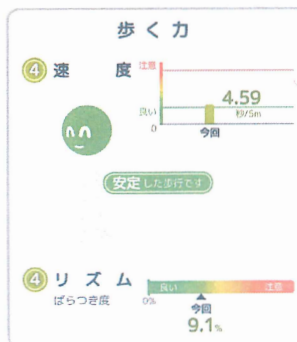 歩く力
④ 速度
注意
良い
0
4.59
秒/5m
今回
安定した歩行です
④ リズム
ばらつき度
良い 注意
0%
今回
9.1%